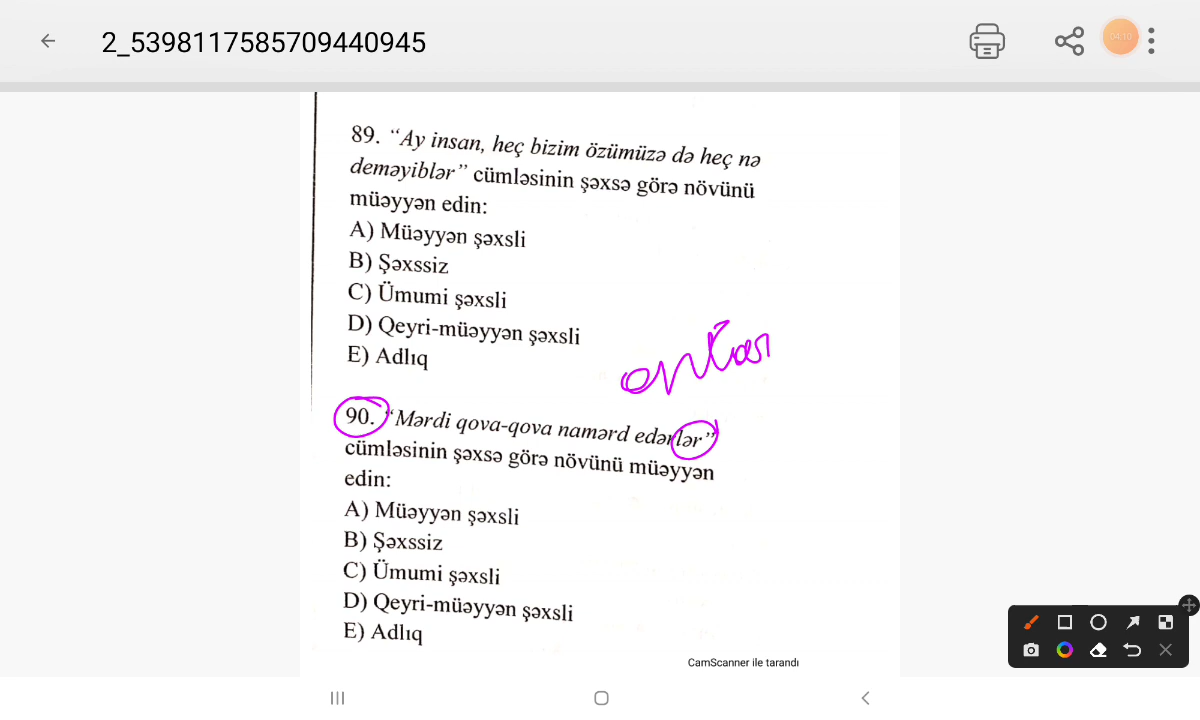 2_5398117585709440945
04:10
89. “Ay insan, heç bizim özümüzə də heç nə
deməyiblər” cümləsinin şəxsə görə növünü
müəyyən edin:
A) Müəyyən şəxsli
B) Şəxssiz
C) Ümumi şəxsli
D) Qeyri-müəyyən şəxsli
E) Adlıq
onlar
90. “Mərdi qova-qova namərd edərlər”
cümləsinin şəxsə görə növünü müəyyən
edin:
A) Müəyyən şəxsli
B) Şəxssiz
C) Ümumi şəxsli
D) Qeyri-müəyyən şəxsli
E) Adlıq
CamScanner ile tarandı